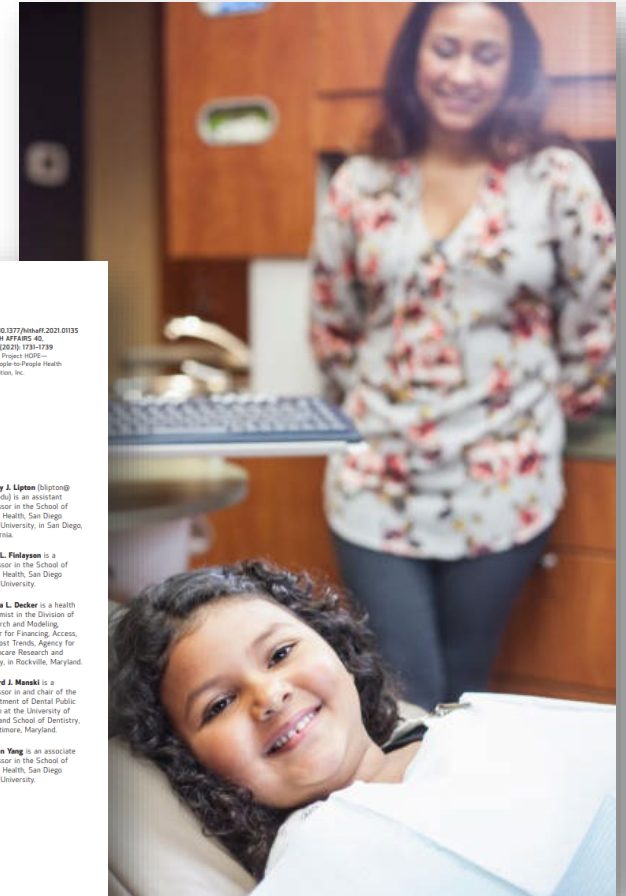 10.1377/hlthaff.2021.01135
H AFFAIRS 40,
(2021): 1731–1739
Project HOPE—
ople-to-People Health
tion, Inc.
y J. Lipton (blipton@
edu) is an assistant
ssor in the School of
Health, San Diego
University, in San Diego,
rnia.
L. Finlayson is a
ssor in the School of
Health, San Diego
University.
a L. Decker is a health
mist in the Division of
rch and Modeling,
r for Financing, Access,
ost Trends, Agency for
hcare Research and
y, in Rockville, Maryland.
rd J. Manski is a
ssor in and chair of the
tment of Dental Public
h at the University of
and School of Dentistry,
timore, Maryland.
n Yang is an associate
ssor in the School of
Health, San Diego
University.